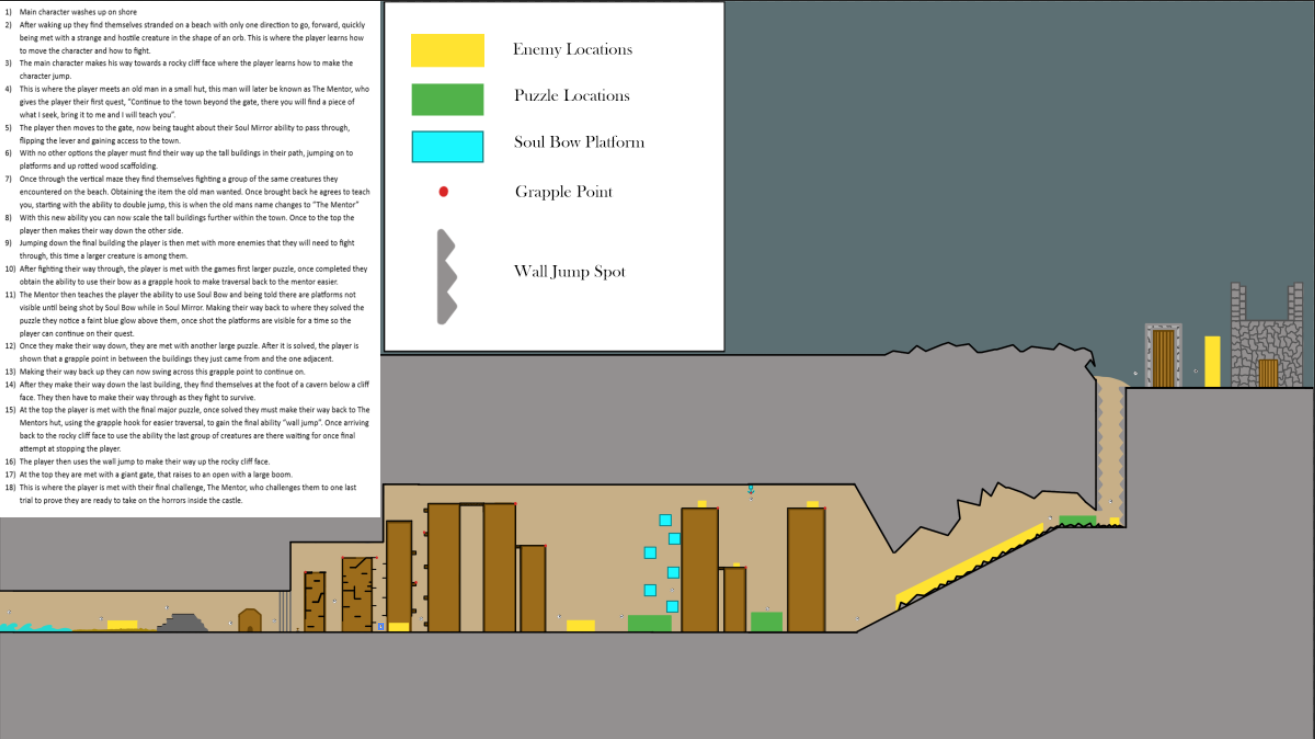 1) Main character washes up on shore
2) After waking up they find themselves stranded on a beach with only one direction to go, forward, quickly
being met with a strange and hostile creature in the shape of an orb. This is where the player learns how
to move the character and how to fight.
3) The main character makes his way towards a rocky cliff face where the player learns how to make the
character jump.
4) This is where the player meets an old man in a small hut, this man will later be known as The Mentor, who
gives the player their first quest, "Continue to the town beyond the gate, there you will find a piece of
what I seek, bring it to me and I will teach you".
5) The player then moves to the gate, now being taught about their Soul Mirror ability to pass through,
flipping the lever and gaining access to the town.
6) With no other options the player must find their way up the tall buildings in their path, jumping on to
platforms and up rotted wood scaffolding.
7) Once through the vertical maze they find themselves fighting a group of the same creatures they
encountered on the beach. Obtaining the item the old man wanted. Once brought back he agrees to teach
you, starting with the ability to double jump, this is when the old mans name changes to "The Mentor"
8) With this new ability you can now scale the tall buildings further within the town. Once to the top the
player then makes their way down the other side.
9) Jumping down the final building the player is then met with more enemies that they will need to fight
through, this time a larger creature is among them.
10) After fighting their way through, the player is met with the games first larger puzzle, once completed they
obtain the ability to use their bow as a grapple hook to make traversal back to the mentor easier.
11) The Mentor then teaches the player the ability to use Soul Bow and being told there are platforms not
visible until being shot by Soul Bow while in Soul Mirror. Making their way back to where they solved the
puzzle they notice a faint blue glow above them, once shot the platforms are visible for a time so the
player can continue on their quest.
12) Once they make their way down, they are met with another large puzzle. After it is solved, the player is
shown that a grapple point in between the buildings they just came from and the one adjacent.
13) Making their way back up they can now swing across this grapple point to continue on.
14) After they make their way down the last building, they find themselves at the foot of a cavern below a cliff
face. They then have to make their way through as they fight to survive.
15) At the top the player is met with the final major puzzle, once solved they must make their way back to The
Mentors hut, using the grapple hook for easier traversal, to gain the final ability "wall jump". Once arriving
back to the rocky cliff face to use the ability the last group of creatures are there waiting for once final
attempt at stopping the player.
16) The player then uses the wall jump to make their way up the rocky cliff face.
17) At the top they are met with a giant gate, that raises to an open with a large boom.
18) This is where the player is met with their final challenge, The Mentor, who challenges them to one last
trial to prove they are ready to take on the horrors inside the castle.
Enemy Locations
Puzzle Locations
Soul Bow Platform
Grapple Point
Wall Jump Spot